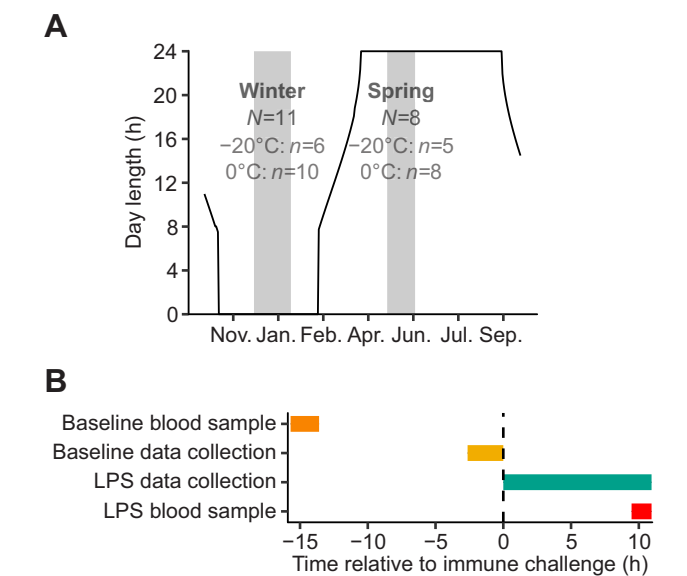 A
Day length (h)
24
20
16
12
8
4
0
Winter
N=11
−20°C: n=6
0°C: n=10
Spring
N=8
−20°C: n=5
0°C: n=8
Nov. Jan. Feb. Apr. Jun. Jul. Sep.
B
Baseline blood sample
Baseline data collection
LPS data collection
LPS blood sample
−15 −10 −5 0 5 10
Time relative to immune challenge (h)